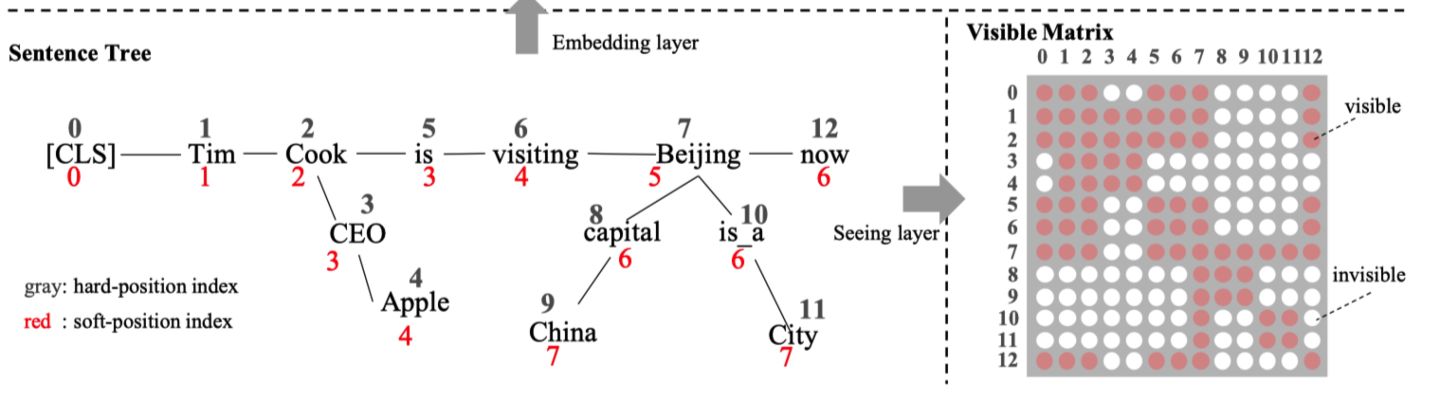 Embedding layer
Sentence Tree
0 1 2 5 6 7 12
[CLS] Tim Cook is visiting Beijing now
0 1 2 3 4 5 6
3 8 10
CEO capital is_a
3 6 6
4 9 11
Apple China City
4 7 7
gray: hard-position index
red : soft-position index
Seeing layer
Visible Matrix
0 1 2 3 4 5 6 7 8 9 10 11 12
0
1
2
3
4
5
6
7
8
9
10
11
12
visible
invisible